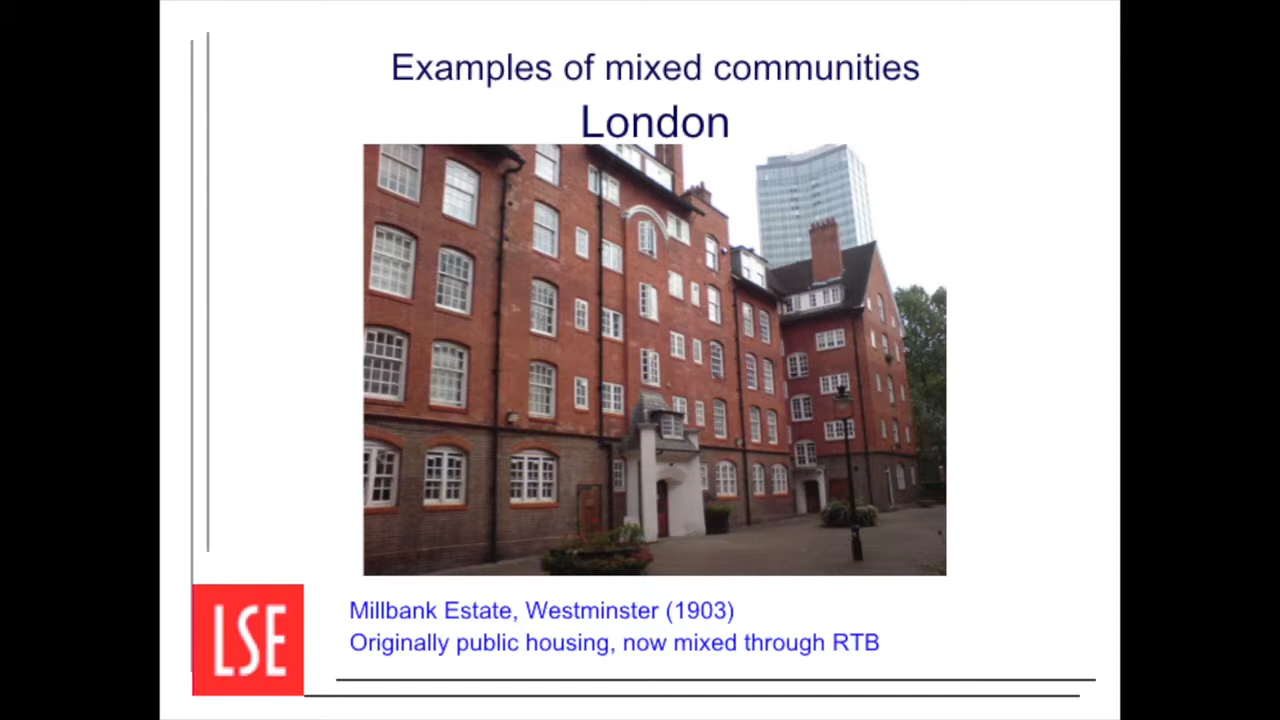 Examples of mixed communities
London
Millbank Estate, Westminster (1903)
Originally public housing, now mixed through RTB
LSE